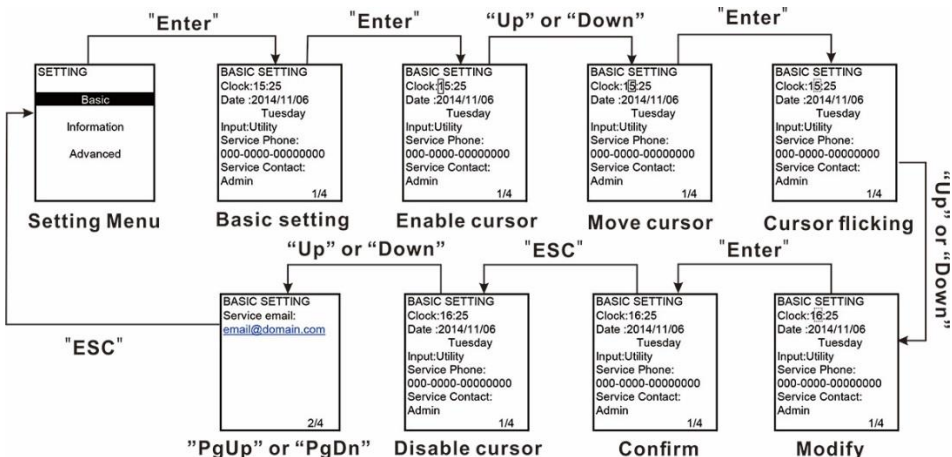 "Enter"
"Enter"
“Up” or “Down”
"Enter"
SETTING
Basic
Information
Advanced
Setting Menu
BASIC SETTING
Clock:15:25
Date :2014/11/06
Tuesday
Input:Utility
Service Phone:
000-0000-00000000
Service Contact:
Admin
1/4
Basic setting
BASIC SETTING
Clock:15:25
Date :2014/11/06
Tuesday
Input:Utility
Service Phone:
000-0000-00000000
Service Contact:
Admin
1/4
Enable cursor
BASIC SETTING
Clock:15:25
Date :2014/11/06
Tuesday
Input:Utility
Service Phone:
000-0000-00000000
Service Contact:
Admin
1/4
Move cursor
BASIC SETTING
Clock:15:25
Date :2014/11/06
Tuesday
Input:Utility
Service Phone:
000-0000-00000000
Service Contact:
Admin
1/4
Cursor flicking
“Up” or “Down”
“Up” or “Down”
"ESC"
"Enter"
"ESC"
BASIC SETTING
Service email:
email@domain.com
2/4
”PgUp” or “PgDn”
BASIC SETTING
Clock:16:25
Date :2014/11/06
Tuesday
Input:Utility
Service Phone:
000-0000-00000000
Service Contact:
Admin
1/4
Disable cursor
BASIC SETTING
Clock:16:25
Date :2014/11/06
Tuesday
Input:Utility
Service Phone:
000-0000-00000000
Service Contact:
Admin
1/4
Confirm
BASIC SETTING
Clock:16:25
Date :2014/11/06
Tuesday
Input:Utility
Service Phone:
000-0000-00000000
Service Contact:
Admin
1/4
Modify